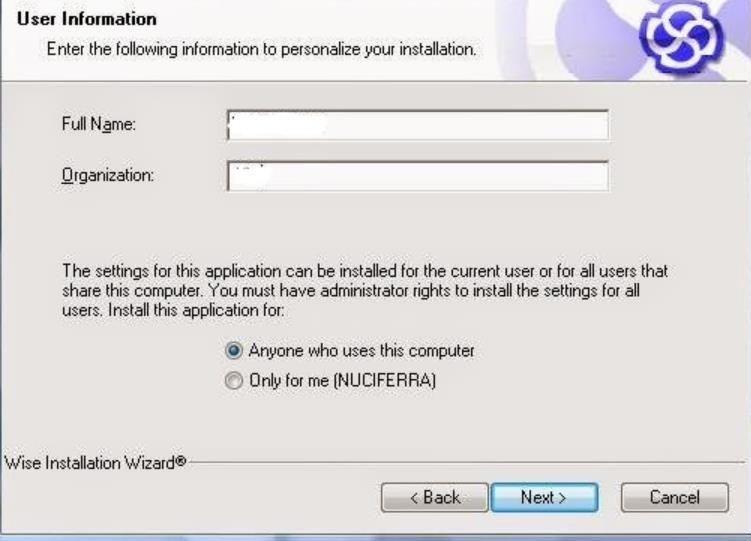 User Information
Enter the following information to personalize your installation.
Full Name:
Organization:
The settings for this application can be installed for the current user or for all users that
share this computer. You must have administrator rights to install the settings for all
users. Install this application for:
Anyone who uses this computer
Only for me (NUCIFERRA)
Wise Installation Wizard®
< Back
Next >
Cancel